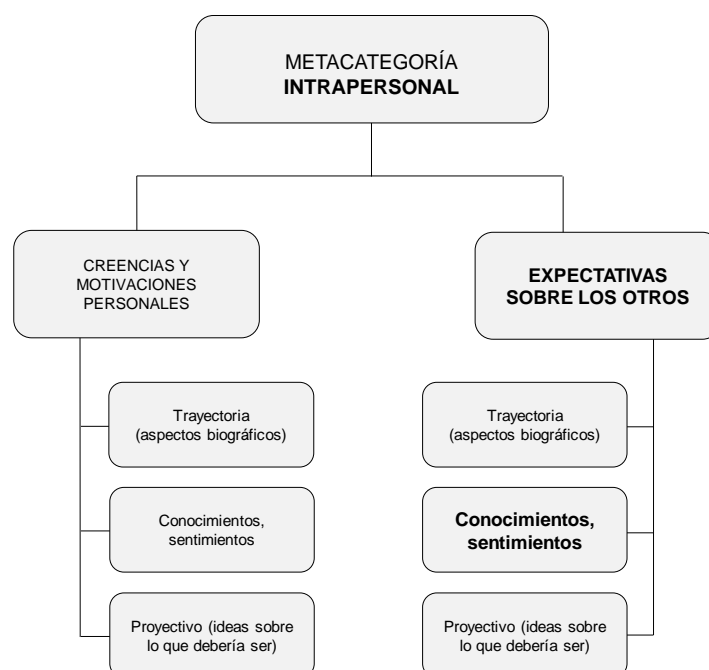 METACATEGORÍA
INTRAPERSONAL
CREENCIAS Y
MOTIVACIONES
PERSONALES
Trayectoria
(aspectos biográficos)
Conocimientos,
sentimientos
Proyectivo (ideas sobre
lo que debería ser)
EXPECTATIVAS
SOBRE LOS OTROS
Trayectoria
(aspectos biográficos)
Conocimientos,
sentimientos
Proyectivo (ideas sobre
lo que debería ser)